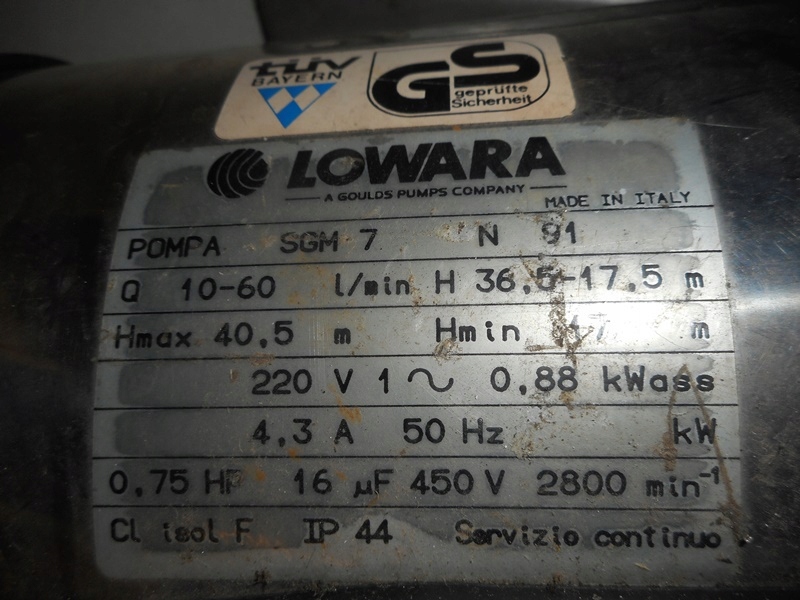 TÜV
BAYERN
GS
geprüfte
Sicherheit
LOWARA
A GOULDS PUMPS COMPANY
MADE IN ITALY
POMPA SGM 7 N 91
Q 10-60 l/min H 36,5-17,5 m
Hmax 40,5 m Hmin 17 m
220 V 1 ~ 0,88 kWass
4,3 A 50 Hz kW
0,75 HP 16 µF 450 V 2800 min⁻¹
Cl isol F IP 44 Servizio continuo